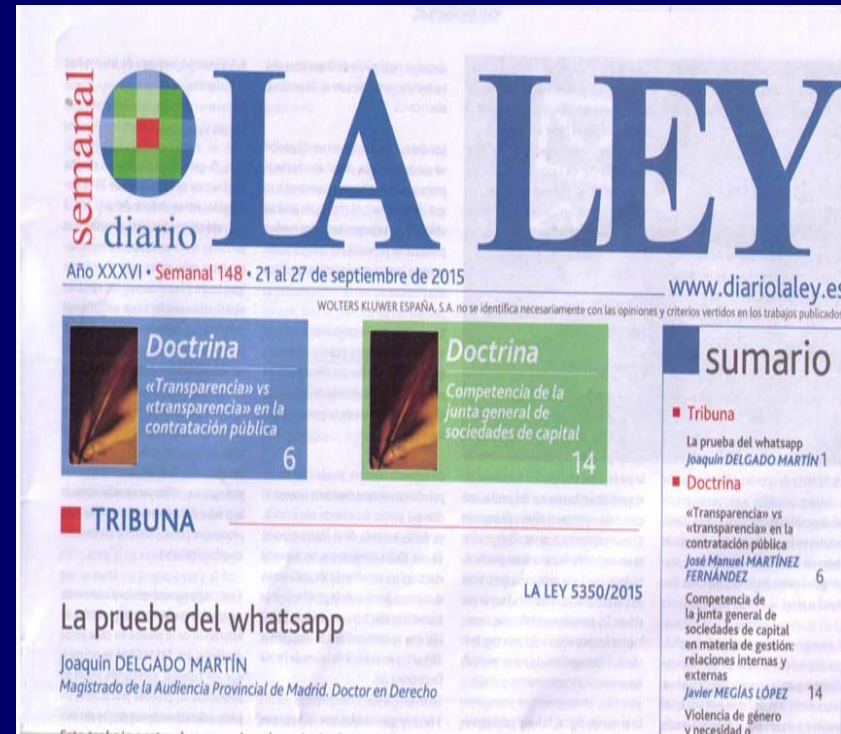 semanal
diario
LA LEY
Año XXXVI • Semanal 148 • 21 al 27 de septiembre de 2015
www.diariolaley.es
WOLTERS KLUWER ESPAÑA, S.A. no se identifica necesariamente con las opiniones y criterios vertidos en los trabajos publicados
Doctrina
«Transparencia» vs
«transparencia» en la
contratación pública
6
Doctrina
Competencia de la
junta general de
sociedades de capital
14
TRIBUNA
LA LEY 5350/2015
La prueba del whatsapp
Joaquín DELGADO MARTÍN
Magistrado de la Audiencia Provincial de Madrid. Doctor en Derecho
sumario
Tribuna
La prueba del whatsapp
Joaquín DELGADO MARTÍN 1
Doctrina
«Transparencia» vs
«transparencia» en la
contratación pública
José Manuel MARTÍNEZ
FERNÁNDEZ 6
Competencia de
la junta general de
sociedades de capital
en materia de gestión:
relaciones internas y
externas
Javier MEGÍAS LÓPEZ 14
Violencia de género
y necesidad